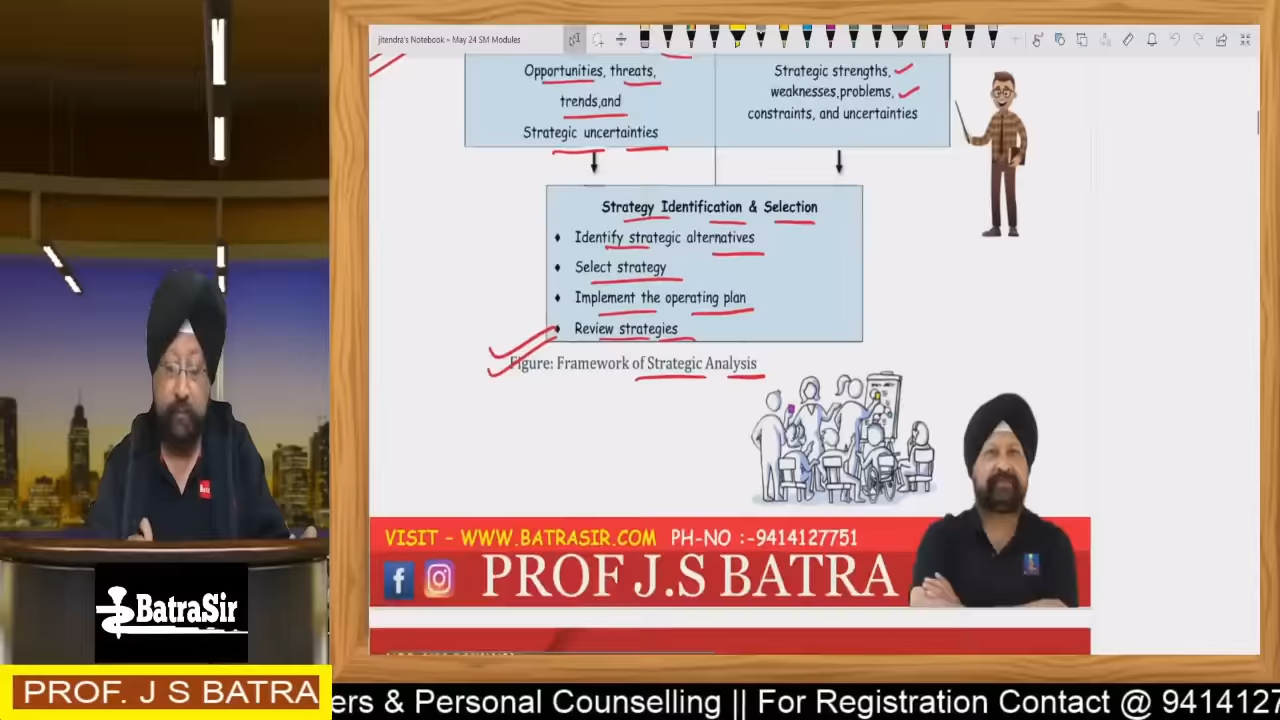 jitendra's Notebook » May 24 SM Modules
Opportunities, threats,
trends,and
Strategic uncertainties
Strategic strengths,
weaknesses,problems,
constraints, and uncertainties
Strategy Identification & Selection
♦ Identify strategic alternatives
♦ Select strategy
♦ Implement the operating plan
♦ Review strategies
Figure: Framework of Strategic Analysis
VISIT - WWW.BATRASIR.COM PH-NO :-9414127751
PROF J.S BATRA
BatraSir
PROF. J S BATRA
ers & Personal Counselling || For Registration Contact @ 9414127